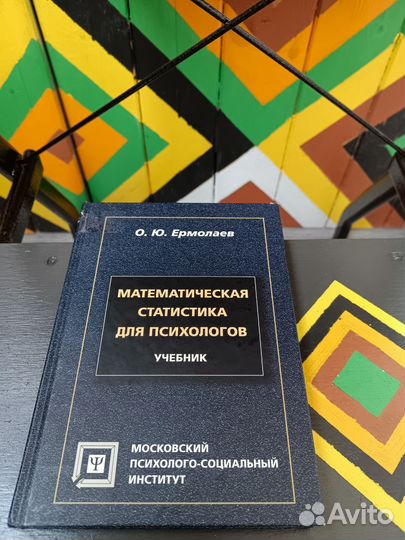 О. Ю. Ермолаев
МАТЕМАТИЧЕСКАЯ
СТАТИСТИКА
ДЛЯ ПСИХОЛОГОВ
УЧЕБНИК
Ψ
МОСКОВСКИЙ
ПСИХОЛОГО-СОЦИАЛЬНЫЙ
ИНСТИТУТ
Avito